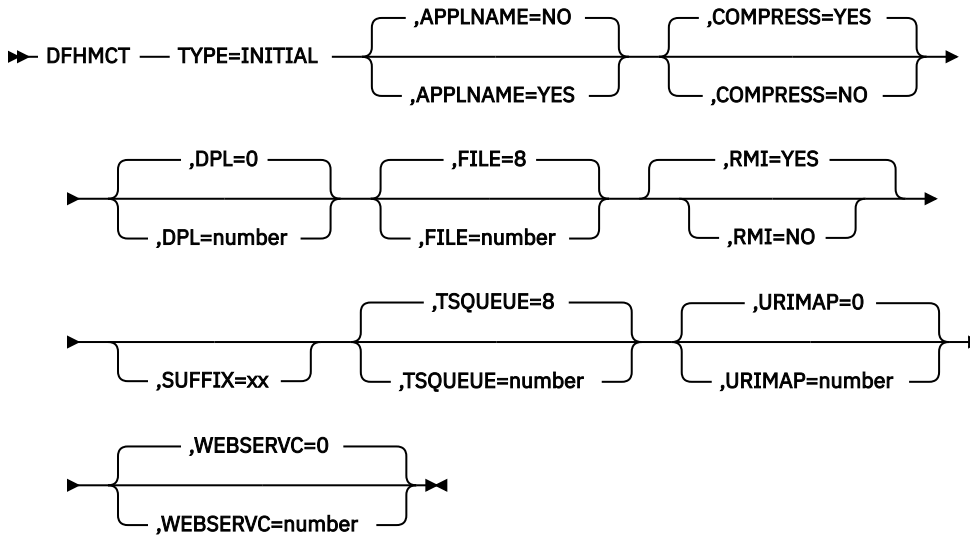 ,APPLNAME=NO ,COMPRESS=YES
DFHMCT TYPE=INITIAL
,APPLNAME=YES ,COMPRESS=NO
,DPL=0 ,FILE=8 ,RMI=YES
,DPL=number ,FILE=number ,RMI=NO
,TSQUEUE=8 ,URIMAP=0
,SUFFIX=xx ,TSQUEUE=number ,URIMAP=number
,WEBSERVC=0
,WEBSERVC=number